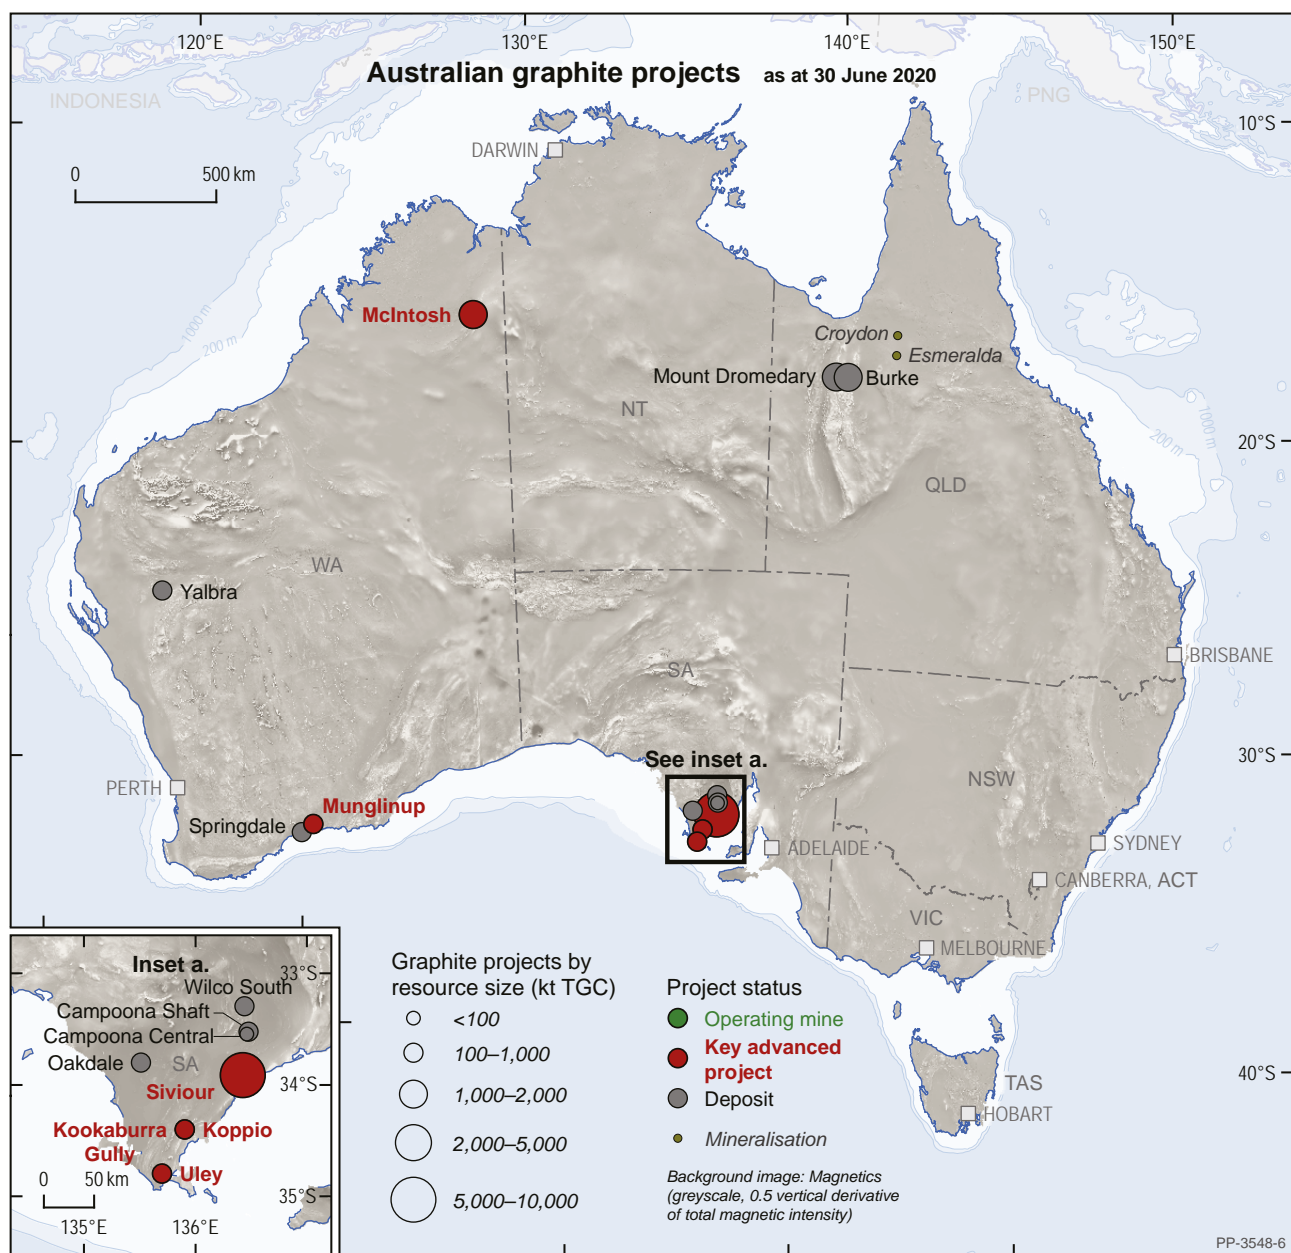 120°E
130°E
140°E
150°E
Australian graphite projects as at 30 June 2020
INDONESIA
PNG
10°S
DARWIN
0 500 km
1000 m
200 m
McIntosh
Croydon
Esmeralda
Mount Dromedary
Burke
NT
1000 m
200 m
20°S
QLD
WA
Yalbra
SA
BRISBANE
See inset a.
30°S
NSW
PERTH
Munglinup
Springdale
ADELAIDE
SYDNEY
CANBERRA, ACT
VIC
MELBOURNE
Inset a.
33°S
Wilco South
Campoona Shaft
Campoona Central
Oakdale
SA
Siviour
34°S
Kookaburra
Gully
Koppio
Uley
0 50 km
35°S
135°E
136°E
Graphite projects by
resource size (kt TGC)
<100
100–1,000
1,000–2,000
2,000–5,000
5,000–10,000
Project status
Operating mine
Key advanced
project
Deposit
Mineralisation
Background image: Magnetics
(greyscale, 0.5 vertical derivative
of total magnetic intensity)
40°S
TAS
HOBART
PP-3548-6